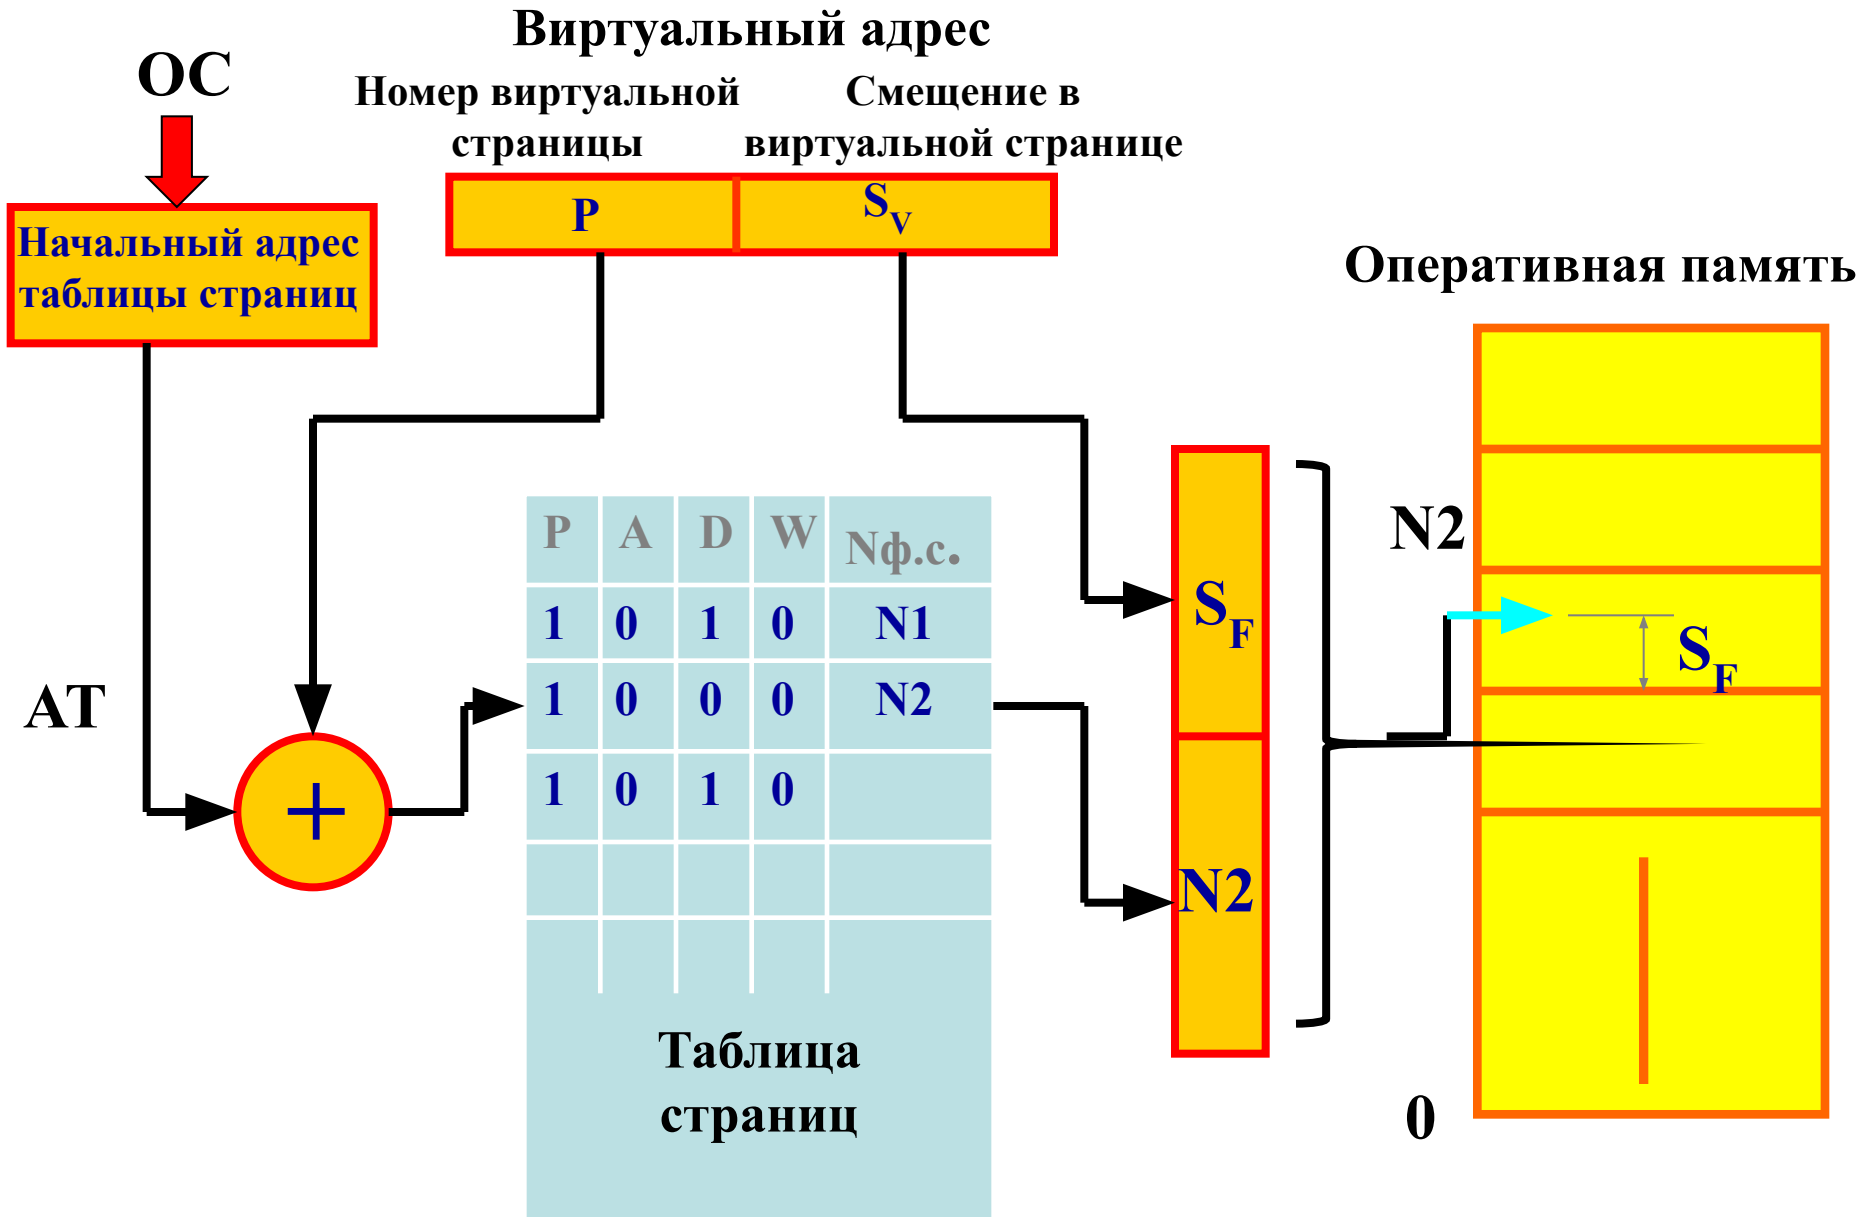 Виртуальный адрес
ОС
Номер виртуальной
страницы
Смещение в
виртуальной странице
P
SV
Начальный адрес
таблицы страниц
Оперативная память
P A D W Nф.с.
1 0 1 0 N1
1 0 0 0 N2
1 0 1 0
Таблица
страниц
АТ
+
SF
N2
N2
SF
0